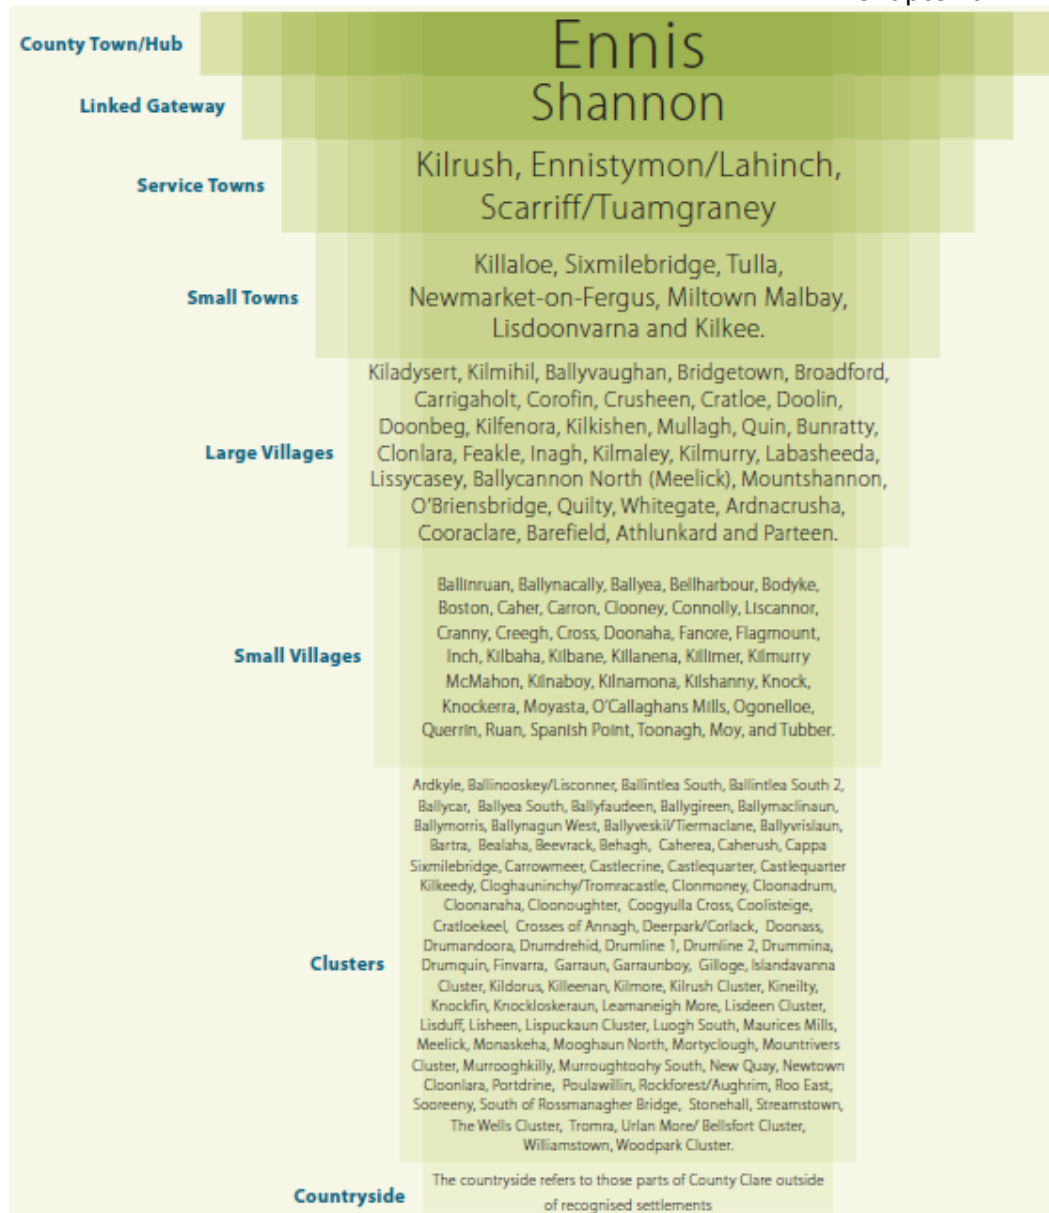 County Town/Hub
Ennis
Linked Gateway
Shannon
Service Towns
Kilrush, Ennistymon/Lahinch,
Scarriff/Tuamgraney
Small Towns
Killaloe, Sixmilebridge, Tulla,
Newmarket-on-Fergus, Miltown Malbay,
Lisdoonvarna and Kilkee.
Large Villages
Kiladysert, Kilmihil, Ballyvaughan, Bridgetown, Broadford,
Carrigaholt, Corofin, Crusheen, Cratloe, Doolin,
Doonbeg, Kilfenora, Kilkishen, Mullagh, Quin, Bunratty,
Clonlara, Feakle, Inagh, Kilmaley, Kilmurry, Labasheeda,
Lissycasey, Ballycannon North (Meelick), Mountshannon,
O'Briensbridge, Quilty, Whitegate, Ardnacrusha,
Cooraclare, Barefield, Athlunkard and Parteen.
Small Villages
Ballinruan, Ballynacally, Ballyea, Bellharbour, Bodyke,
Boston, Caher, Carron, Clooney, Connolly, Liscannor,
Cranny, Creegh, Cross, Doonaha, Fanore, Flagmount,
Inch, Kilbaha, Kilbane, Killanena, Killimer, Kilmurry
McMahon, Kilnaboy, Kilnamona, Kilshanny, Knock,
Knockerra, Moyasta, O'Callaghans Mills, Ogonelloe,
Querrin, Ruan, Spanish Point, Toonagh, Moy, and Tubber.
Clusters
Ardkyle, Ballinooskey/Lisconner, Ballintlea South, Ballintlea South 2,
Ballycar, Ballyea South, Ballyfaudeen, Ballygireen, Ballymaclinaun,
Ballymorris, Ballynagun West, Ballyveskil/Tiermaclane, Ballyvrislaun,
Bartra, Bealaha, Beevrack, Behagh, Caherea, Caherush, Cappa
Sixmilebridge, Carrowmeer, Castlecrine, Castlequarter, Castlequarter
Kilkeedy, Cloghauninchy/Tromracastle, Clonmoney, Cloonadrum,
Cloonanaha, Cloonoughter, Coogyulla Cross, Coolisteige,
Cratloekeel, Crosses of Annagh, Deerpark/Corlack, Doonass,
Drumandoora, Drumdrehid, Drumline 1, Drumline 2, Drummina,
Drumquin, Finvarra, Garraun, Garraunboy, Gilloge, Islandavanna
Cluster, Kildorus, Killeenan, Kilmore, Kilrush Cluster, Kineilty,
Knockfin, Knockloskeraun, Leamaneigh More, Lisdeen Cluster,
Lisduff, Lisheen, Lispuckaun Cluster, Luogh South, Maurices Mills,
Meelick, Monaskeha, Mooghaun North, Mortyclough, Mountrivers
Cluster, Murrooghkilly, Murroughtoohy South, New Quay, Newtown
Cloonlara, Portdrine, Poulawillin, Rockforest/Aughrim, Roo East,
Sooreeny, South of Rossmanagher Bridge, Stonehall, Streamstown,
The Wells Cluster, Tromra, Urlan More/ Bellsfort Cluster,
Williamstown, Woodpark Cluster.
Countryside
The countryside refers to those parts of County Clare outside
of recognised settlements